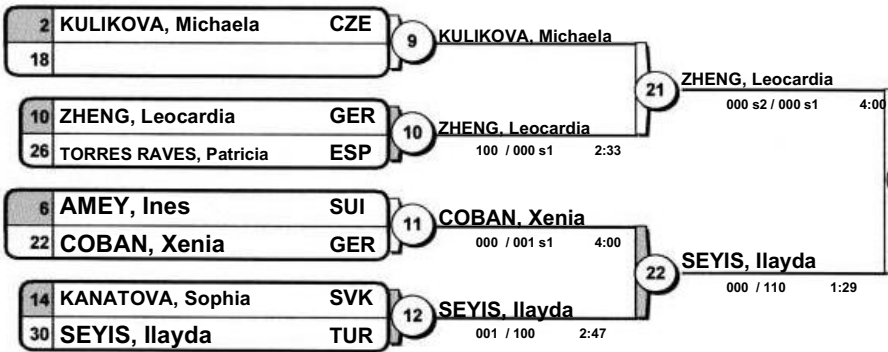 2 KULIKOVA, Michaela CZE
18
9
KULIKOVA, Michaela
10 ZHENG, Leocardia GER
26 TORRES RAVES, Patricia ESP
10
ZHENG, Leocardia
100 / 000 s1 2:33
21
ZHENG, Leocardia
000 s2 / 000 s1 4:00
6 AMEY, Ines SUI
22 COBAN, Xenia GER
11
COBAN, Xenia
000 / 001 s1 4:00
14 KANATOVA, Sophia SVK
30 SEYIS, Ilayda TUR
12
SEYIS, Ilayda
001 / 100 2:47
22
SEYIS, Ilayda
000 / 110 1:29